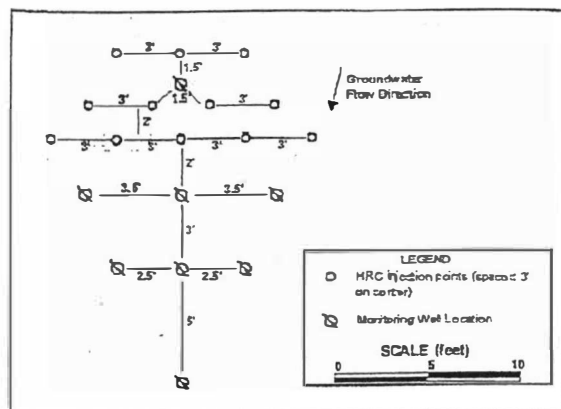 3' 3'
1.5'
Groundwater
Flow Direction
3' 1.5' 3'
2'
3' 3' 3' 3'
2'
3.5' 3.5'
3'
LEGEND
HRC injection points (spaced 3'
on center)
2.5' 2.5'
Monitoring Well Location
5'
SCALE (feet)
0 5 10